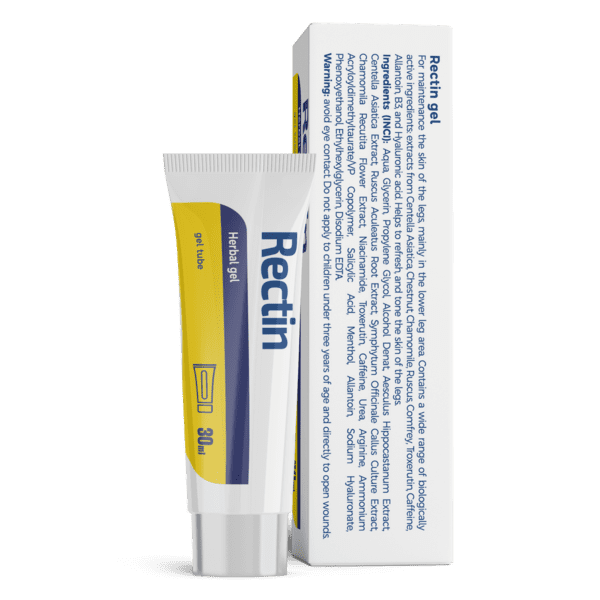 Rectin
Herbal gel
gel tube
30ml
Rectin gel
For maintenance the skin of the legs, mainly in the lower leg area. Contains a wide range of biologically
active ingredients: extracts from Centella Asiatica, Chestnut, Chamomile, Ruscus, Comfrey, Troxerutin, Caffeine,
Allantoin, B3, and Hyaluronic acid. Helps to refresh, and tone the skin of the legs.
Ingredients (INCI): Aqua, Glycerin, Propylene Glycol, Alcohol Denat, Aesculus Hippocastanum Extract,
Centella Asiatica Extract, Ruscus Aculeatus Root Extract, Symphytum Officinale Callus Culture Extract,
Chamomilla Recutita Flower Extract, Niacinamide, Troxerutin, Caffeine, Urea, Arginine, Ammonium
Acryloyldimethyltaurate/VP Copolymer, Salicylic Acid, Menthol, Allantoin, Sodium Hyaluronate,
Phenoxyethanol, Ethylhexylglycerin, Disodium EDTA.
Warning: avoid eye contact. Do not apply to children under three years of age and directly to open wounds.